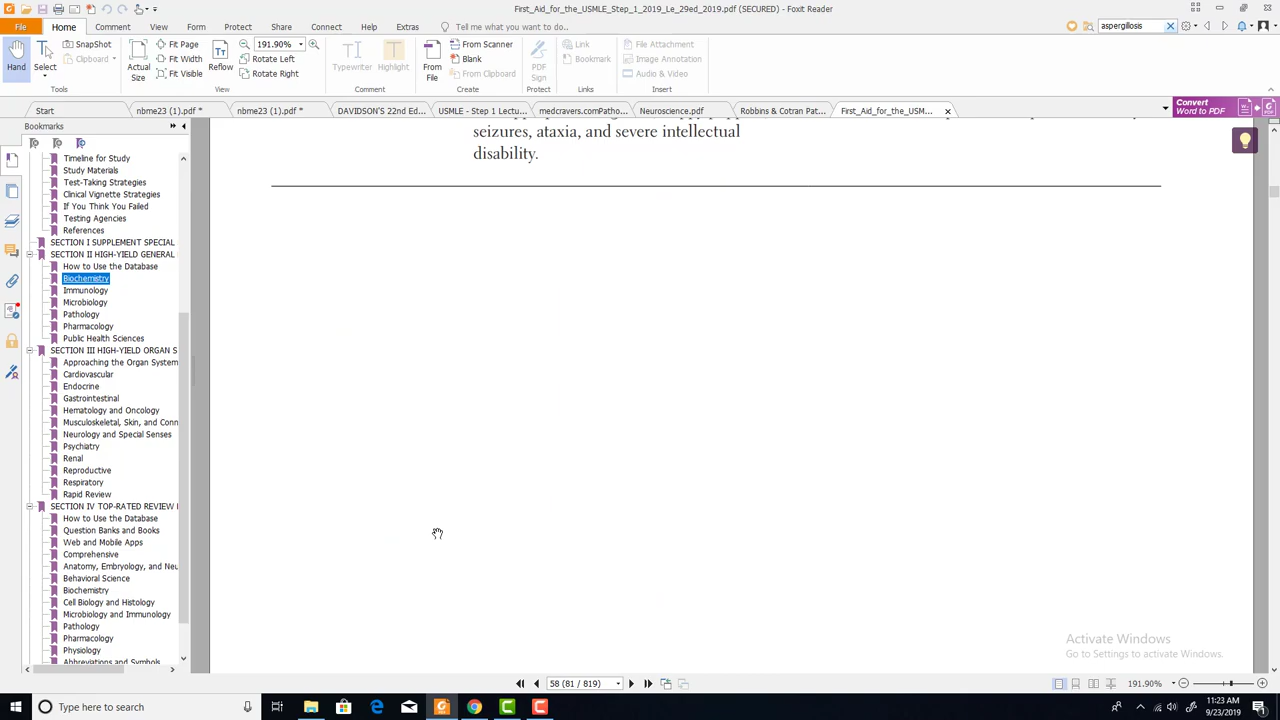 First_Aid_for_the_USMLE_Step_1_2019_Le_29ed_2019.pdf (SECURED) - Foxit Reader
File Home Comment View Form Protect Share Connect Help Extras Tell me what you want to do... aspergillosis
Hand
Select
SnapShot
Clipboard
Tools
Actual Size
Fit Page
Fit Width
Fit Visible
Reflow
191.90%
Rotate Left
Rotate Right
View
Typewriter
Highlight
Comment
From File
From Scanner
Blank
From Clipboard
Create
PDF Sign
Protect
Link
Bookmark
Links
File Attachment
Image Annotation
Audio & Video
Insert
Start nbme23 (1).pdf * nbme23 (1).pdf * DAVIDSON'S 22nd Ed... USMLE - Step 1 Lectu... medcravers.comPatho... Neuroscience.pdf Robbins & Cotran Pat... First_Aid_for_the_US...
Convert Word to PDF
Bookmarks
Timeline for Study
Study Materials
Test-Taking Strategies
Clinical Vignette Strategies
If You Think You Failed
Testing Agencies
References
SECTION I SUPPLEMENT SPECIAL
SECTION II HIGH-YIELD GENERAL
How to Use the Database
Biochemistry
Immunology
Microbiology
Pathology
Pharmacology
Public Health Sciences
SECTION III HIGH-YIELD ORGAN S
Approaching the Organ System
Cardiovascular
Endocrine
Gastrointestinal
Hematology and Oncology
Musculoskeletal, Skin, and Conn
Neurology and Special Senses
Psychiatry
Renal
Reproductive
Respiratory
Rapid Review
SECTION IV TOP-RATED REVIEW
How to Use the Database
Question Banks and Books
Web and Mobile Apps
Comprehensive
Anatomy, Embryology, and Neu
Behavioral Science
Biochemistry
Cell Biology and Histology
Microbiology and Immunology
Pathology
Pharmacology
Physiology
Abbreviations and Symbols
seizures, ataxia, and severe intellectual
disability.
Activate Windows
Go to Settings to activate Windows.
58 (81 / 819)
191.90%
Type here to search
11:23 AM
9/23/2019